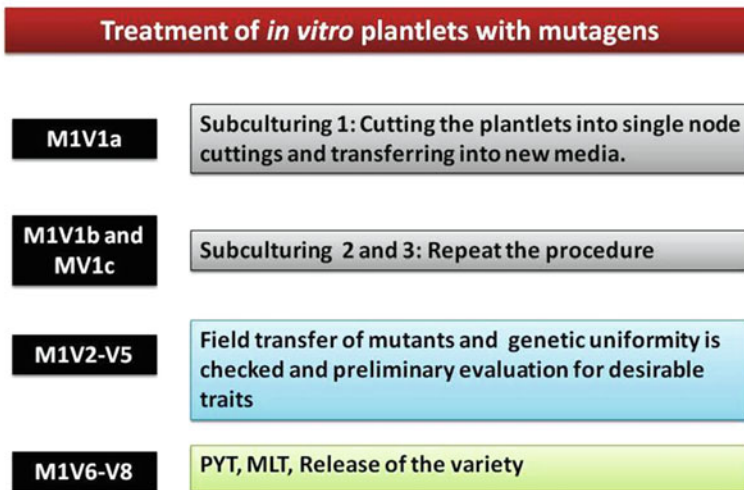 Treatment of in vitro plantlets with mutagens
M1V1a
Subculturing 1: Cutting the plantlets into single node
cuttings and transferring into new media.
M1V1b and
MV1c
Subculturing 2 and 3: Repeat the procedure
M1V2-V5
Field transfer of mutants and genetic uniformity is
checked and preliminary evaluation for desirable
traits
M1V6-V8
PYT, MLT, Release of the variety